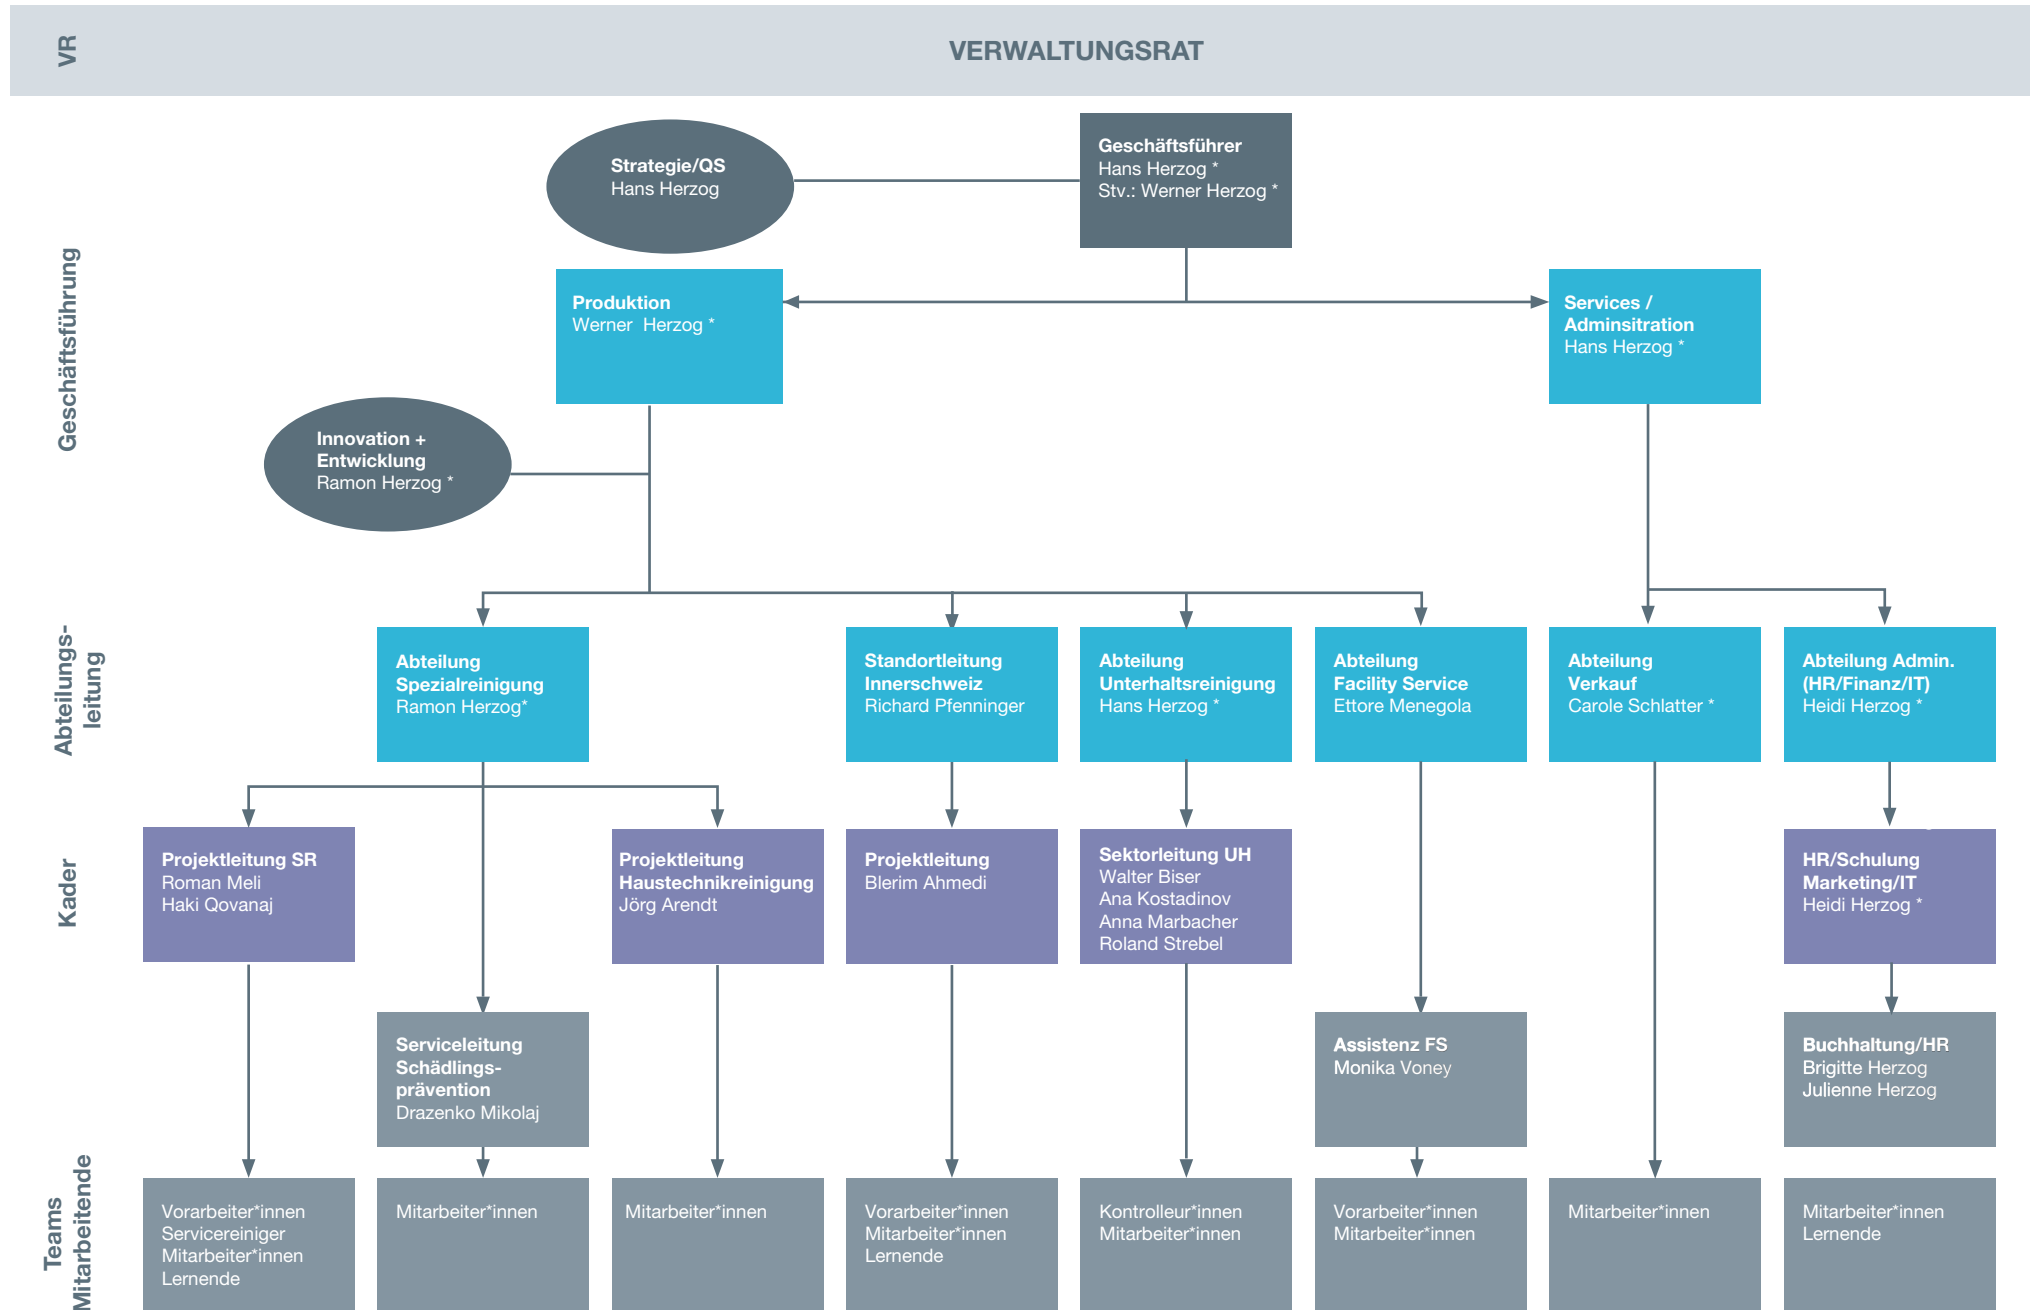 VR
VERWALTUNGSRAT
Geschäftsführung
Strategie/QS
Hans Herzog
Geschäftsführer
Hans Herzog *
Stv.: Werner Herzog *
Produktion
Werner  Herzog *
Services /
Adminsitration
Hans Herzog *
Innovation +
Entwicklung
Ramon Herzog *
Abteilungs-
leitung
Abteilung
Spezialreinigung
Ramon Herzog*
Standortleitung
Innerschweiz
Richard Pfenninger
Abteilung
Unterhaltsreinigung
Hans Herzog *
Abteilung
Facility Service
Ettore Menegola
Abteilung
Verkauf
Carole Schlatter *
Abteilung Admin.
(HR/Finanz/IT)
Heidi Herzog *
Kader
Projektleitung SR
Roman Meli
Haki Qovanaj
Projektleitung
Haustechnikreinigung
Jörg Arendt
Projektleitung
Blerim Ahmedi
Sektorleitung UH
Walter Biser
Ana Kostadinov
Anna Marbacher
Roland Strebel
HR/Schulung
Marketing/IT
Heidi Herzog *
Serviceleitung
Schädlings-
prävention
Drazenko Mikolaj
Assistenz FS
Monika Voney
Buchhaltung/HR
Brigitte Herzog
Julienne Herzog
Teams
Mitarbeitende
Vorarbeiter*innen
Servicereiniger
Mitarbeiter*innen
Lernende
Mitarbeiter*innen
Mitarbeiter*innen
Vorarbeiter*innen
Mitarbeiter*innen
Lernende
Kontrolleur*innen
Mitarbeiter*innen
Vorarbeiter*innen
Mitarbeiter*innen
Mitarbeiter*innen
Mitarbeiter*innen
Lernende